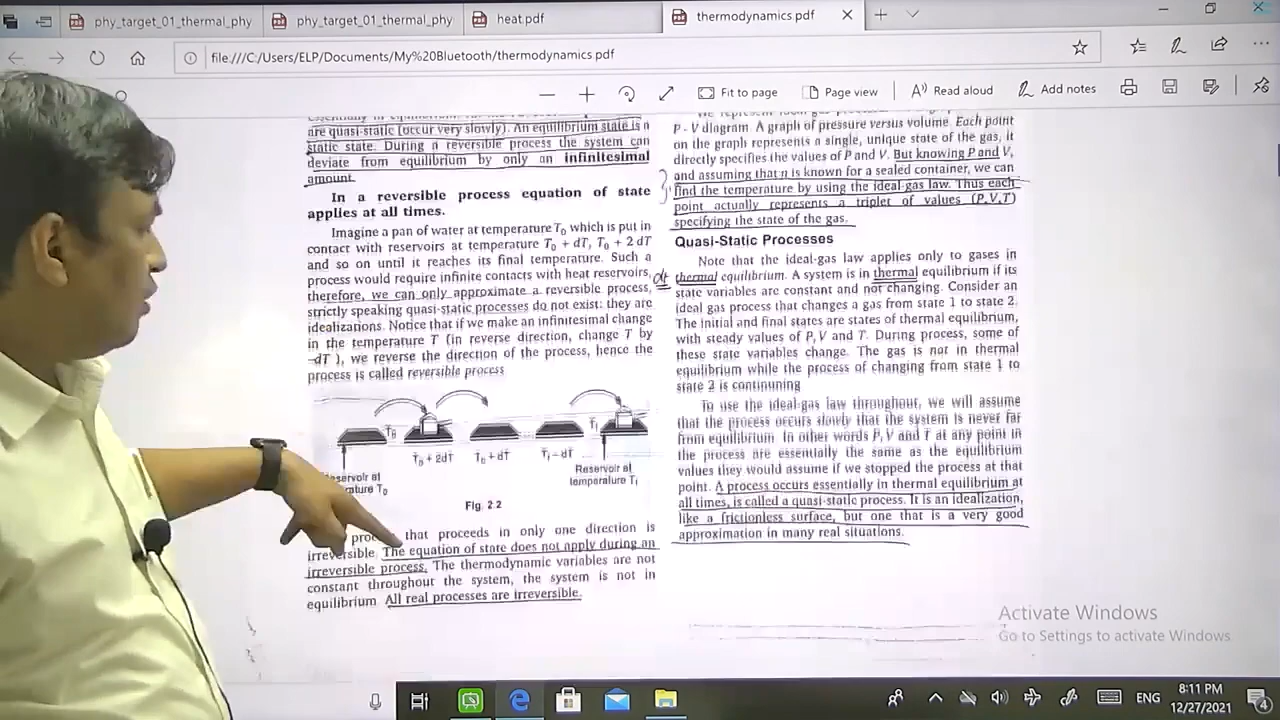 phy_target_01_thermal_phy
phy_target_01_thermal_phy
heat.pdf
thermodynamics.pdf
file:///C:/Users/ELP/Documents/My%20Bluetooth/thermodynamics.pdf
Fit to page
Page view
Read aloud
Add notes
are quasi-static (occur very slowly). An equilibrium state is a
static state. During a reversible process the system can
deviate from equilibrium by only an infinitesimal
amount.
In a reversible process equation of state
applies at all times.
Imagine a pan of water at temperature T₀ which is put in
contact with reservoirs at temperature T₀ + dT, T₀ + 2 dT
and so on until it reaches its final temperature. Such a
process would require infinite contacts with heat reservoirs,
therefore, we can only approximate a reversible process,
strictly speaking quasi-static processes do not exist: they are
idealizations. Notice that if we make an infinitesimal change
in the temperature T (in reverse direction, change T by
-dT ), we reverse the direction of the process, hence the
process is called reversible process
T₀ + 2dT
T₀ + dT
Reservoir at
temperature T₀
Reservoir at
Fig. 2.2
that proceeds in only one direction is
irreversible The equation of state does not apply during an
irreversible process. The thermodynamic variables are not
constant throughout the system, the system is not in
equilibrium All real processes are irreversible.
P - V diagram. A graph of pressure versus volume. Each point
on the graph represents a single, unique state of the gas, it
directly specifies the values of P and V. But knowing P and V,
and assuming that n is known for a sealed container, we can
find the temperature by using the ideal-gas law. Thus each
point actually represents a triplet of values (P,V,T)
specifying the state of the gas.
Quasi-Static Processes
Note that the ideal-gas law applies only to gases in
thermal equilibrium. A system is in thermal equilibrium if its
state variables are constant and not changing. Consider an
ideal gas process that changes a gas from state 1 to state 2.
The initial and final states are states of thermal equilibrium,
with steady values of P, V and T. During process, some of
these state variables change. The gas is not in thermal
equilibrium while the process of changing from state 1 to
state 2 is continuning
To use the ideal-gas law throughout, we will assume
that the process occurs slowly that the system is never far
from equilibrium. In other words P, V and T at any point in
the process are essentially the same as the equilibrium
values they would assume if we stopped the process at that
point. A process occurs essentially in thermal equilibrium at
all times, is called a quasi-static process. It is an idealization,
like a frictionless surface, but one that is a very good
approximation in many real situations.
Activate Windows
Go to Settings to activate Windows
ENG
8:11 PM
12/27/2021
4